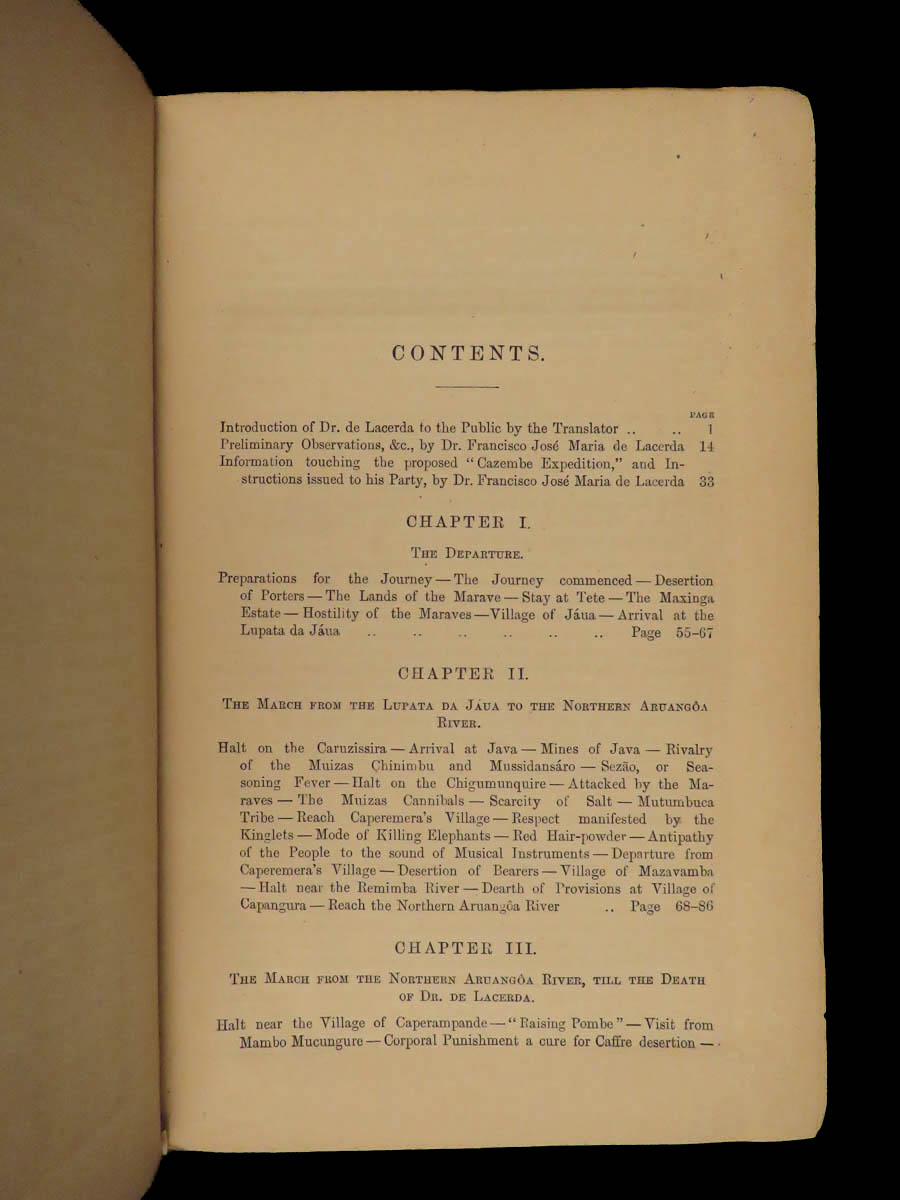 CONTENTS.
PAGE
Introduction of Dr. de Lacerda to the Public by the Translator .. .. 1
Preliminary Observations, &c., by Dr. Francisco José Maria de Lacerda 14
Information touching the proposed “Cazembe Expedition,” and In-
structions issued to his Party, by Dr. Francisco José Maria de Lacerda 33
CHAPTER I.
The Departure.
Preparations for the Journey — The Journey commenced — Desertion
of Porters — The Lands of the Marave — Stay at Tete — The Maxinga
Estate — Hostility of the Maraves — Village of Jáua — Arrival at the
Lupata da Jáua .. .. .. .. .. .. Page 55–67
CHAPTER II.
The March from the Lupata da Jáua to the Northern Aruangôa
River.
Halt on the Caruzissira — Arrival at Java — Mines of Java — Rivalry
of the Muizas Chinimbu and Mussidansáro — Sezão, or Sea-
soning Fever — Halt on the Chigumunquire — Attacked by the Ma-
raves — The Muizas Cannibals — Scarcity of Salt — Mutumbuca
Tribe — Reach Caperemera's Village — Respect manifested by the
Kinglets — Mode of Killing Elephants — Red Hair-powder — Antipathy
of the People to the sound of Musical Instruments — Departure from
Caperemera's Village — Desertion of Bearers — Village of Mazavamba
— Halt near the Remimba River — Dearth of Provisions at Village of
Capangura — Reach the Northern Aruangôa River .. Page 68–86
CHAPTER III.
The March from the Northern Aruangôa River, till the Death
of Dr. de Lacerda.
Halt near the Village of Caperampande — “Raising Pombe” — Visit from
Mambo Mucungure — Corporal Punishment a cure for Caffre desertion —